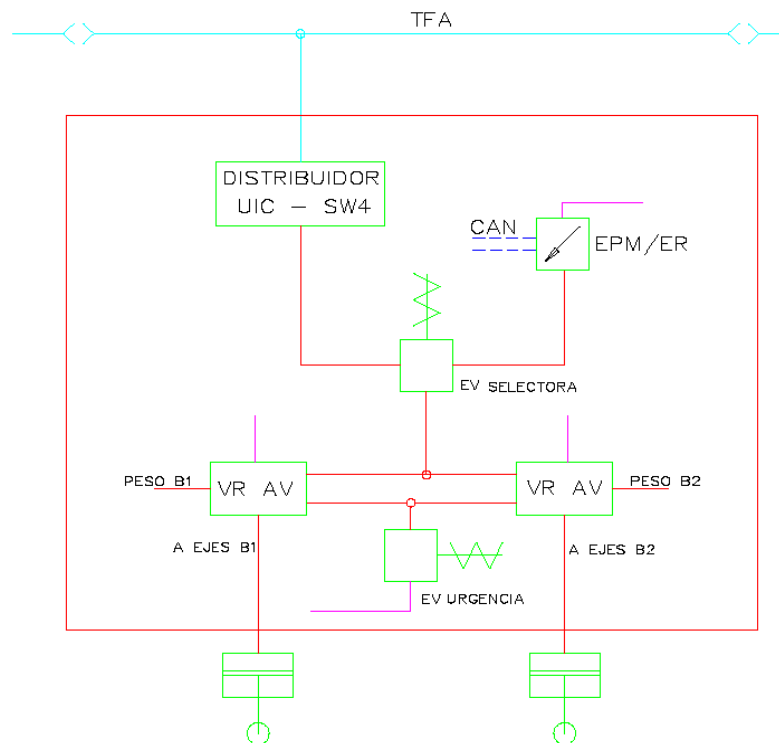 TFA
DISTRIBUIDOR
UIC - SW4
CAN
EPM/ER
EV SELECTORA
PESO B1
VR AV
VR AV
PESO B2
A EJES B1
A EJES B2
EV URGENCIA